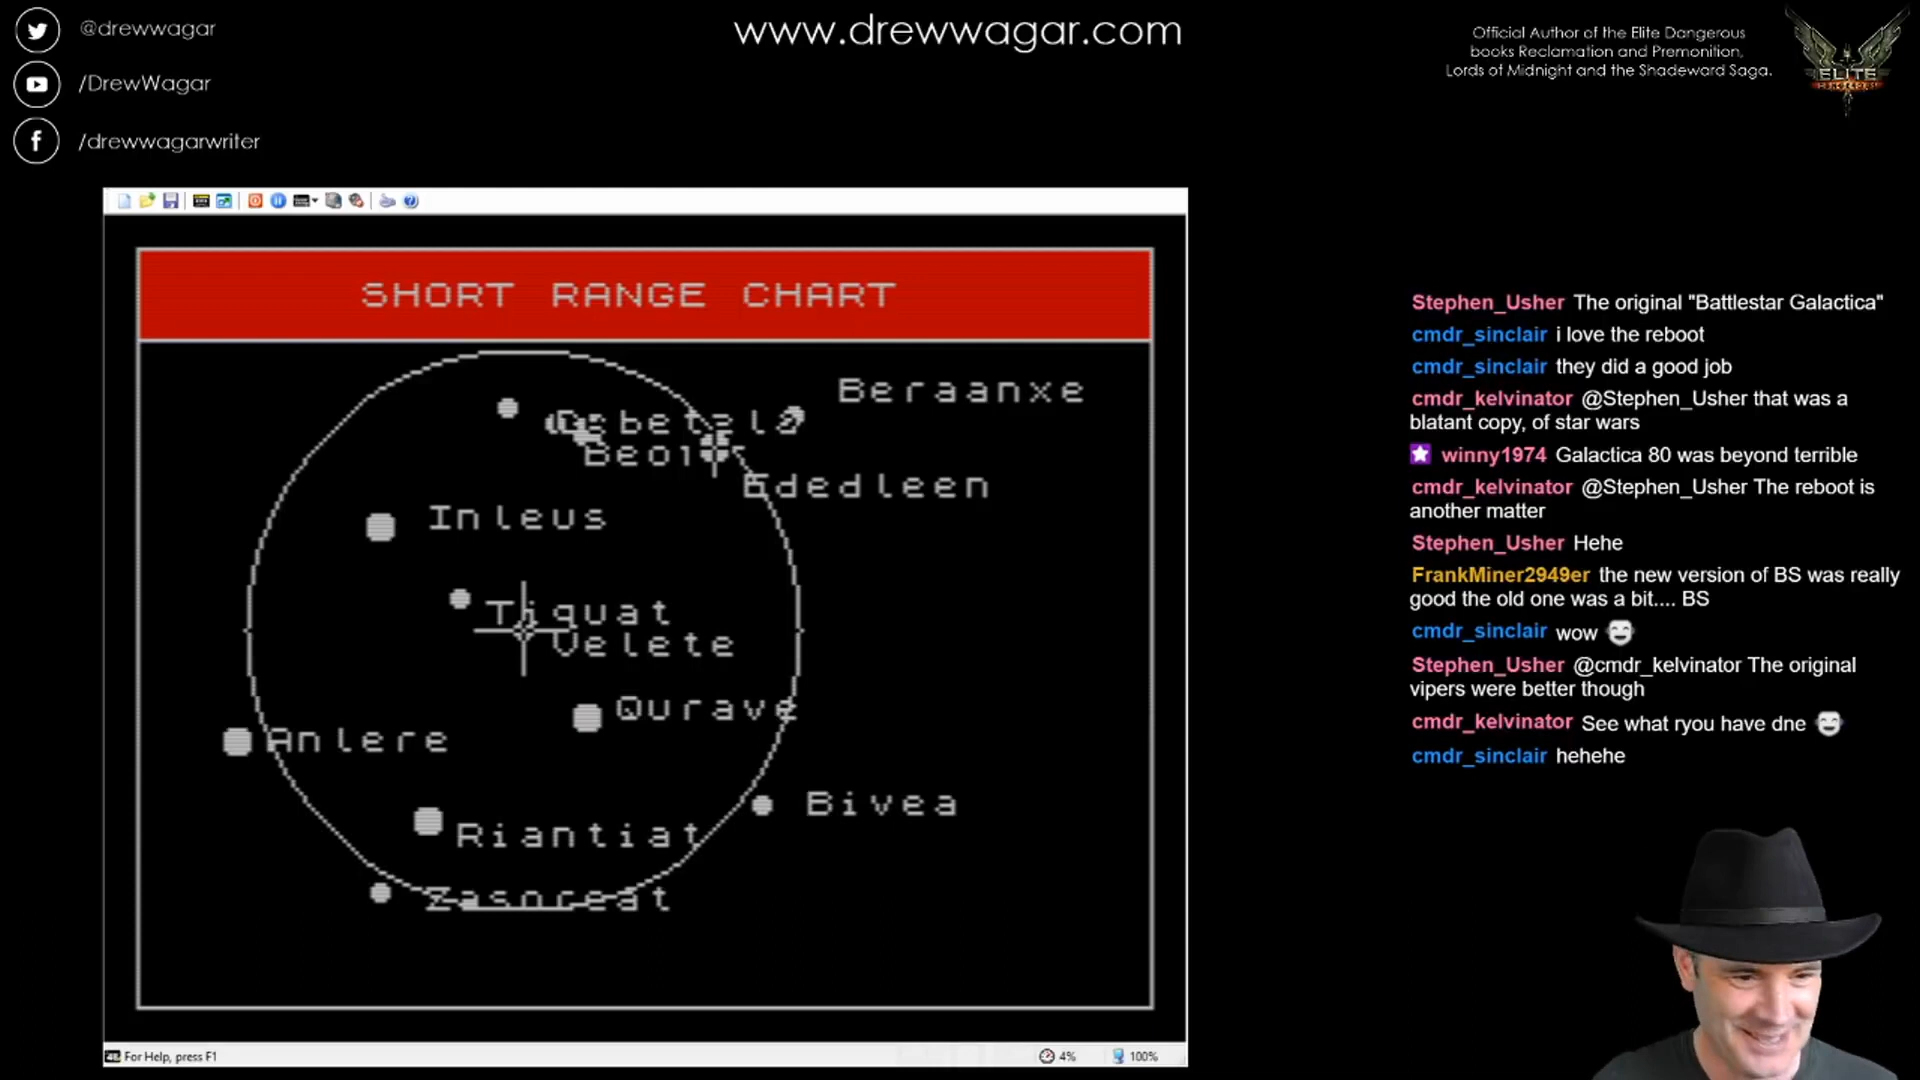 @drewwagar
www.drewwagar.com
Official Author of the Elite Dangerous
books Reclamation and Premonition,
Lords of Midnight and the Shadeward Saga.
ELITE
/DrewWagar
/drewwagarwriter
SHORT RANGE CHART
Beraanxe
Ededleen
Inleus
Tiquat
Velete
Qurave
Anlere
Bivea
Riantiat
Zasoceat
For Help, press F1
4%
100%
Stephen_Usher The original "Battlestar Galactica"
cmdr_sinclair i love the reboot
cmdr_sinclair they did a good job
cmdr_kelvinator @Stephen_Usher that was a
blatant copy, of star wars
winny1974 Galactica 80 was beyond terrible
cmdr_kelvinator @Stephen_Usher The reboot is
another matter
Stephen_Usher Hehe
FrankMiner2949er the new version of BS was really
good the old one was a bit.... BS
cmdr_sinclair wow
Stephen_Usher @cmdr_kelvinator The original
vipers were better though
cmdr_kelvinator See what ryou have dne
cmdr_sinclair hehehe